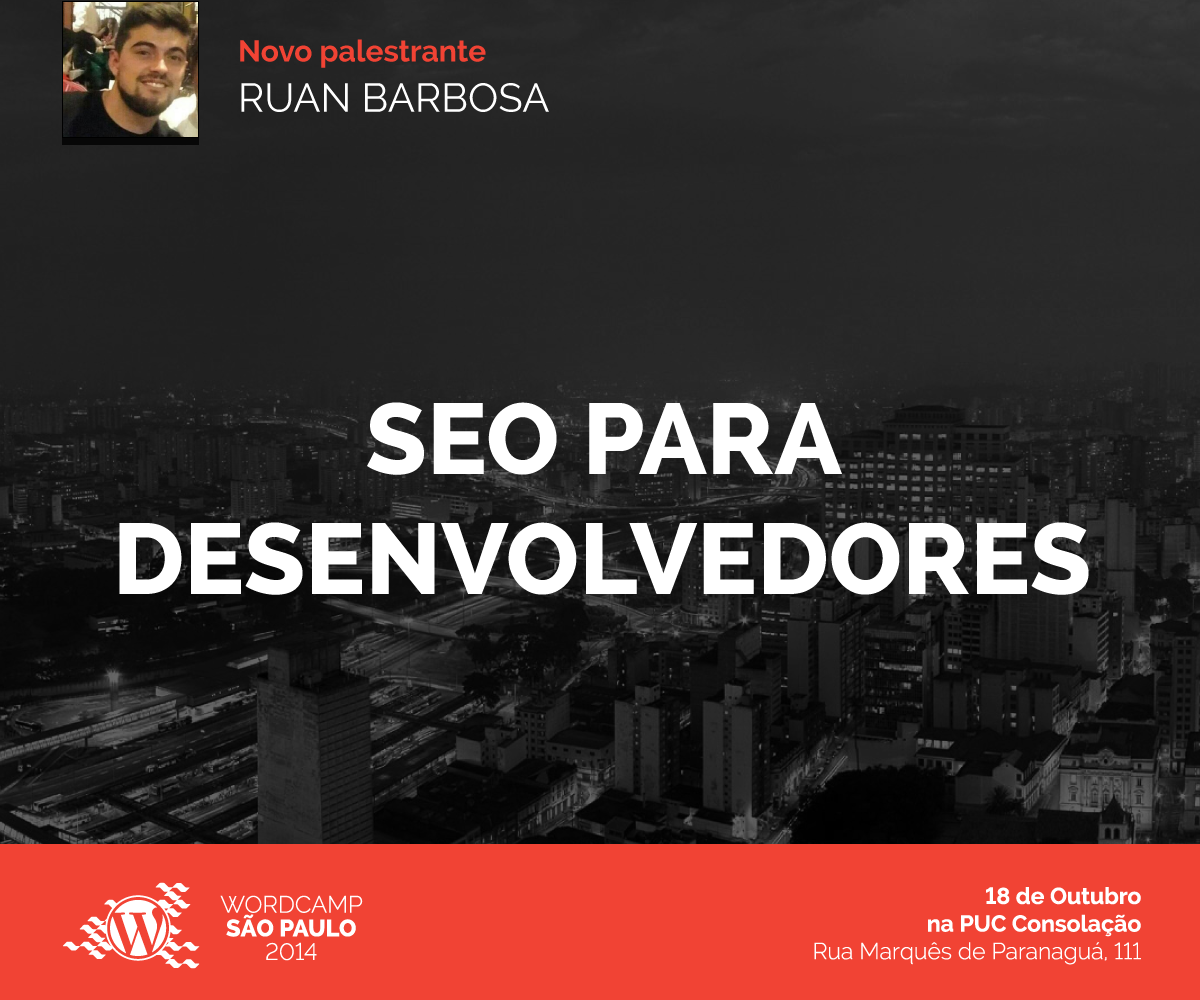 Novo palestrante
RUAN BARBOSA
SEO PARA
DESENVOLVEDORES
WORDCAMP
SÃO PAULO
2014
18 de Outubro
na PUC Consolação
Rua Marquês de Paranaguá, 111